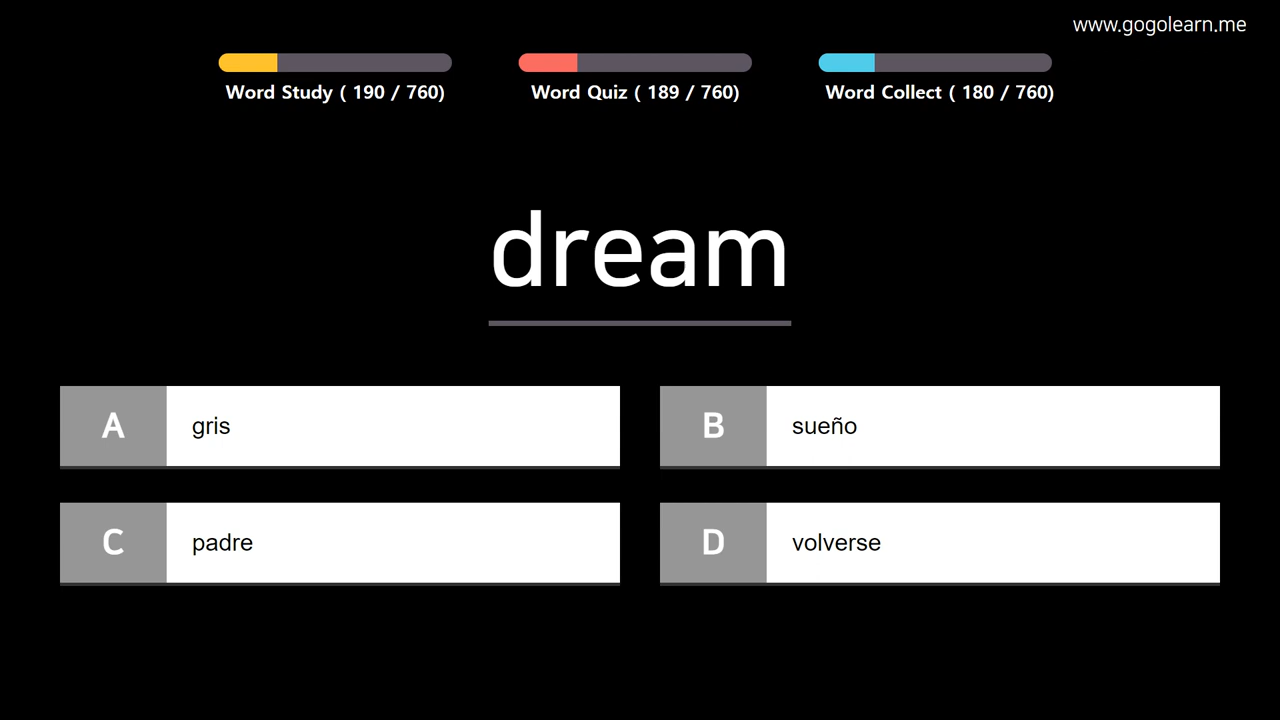 www.gogolearn.me
Word Study ( 190 / 760)
Word Quiz ( 189 / 760)
Word Collect ( 180 / 760)
dream
A gris
B sueño
C padre
D volverse